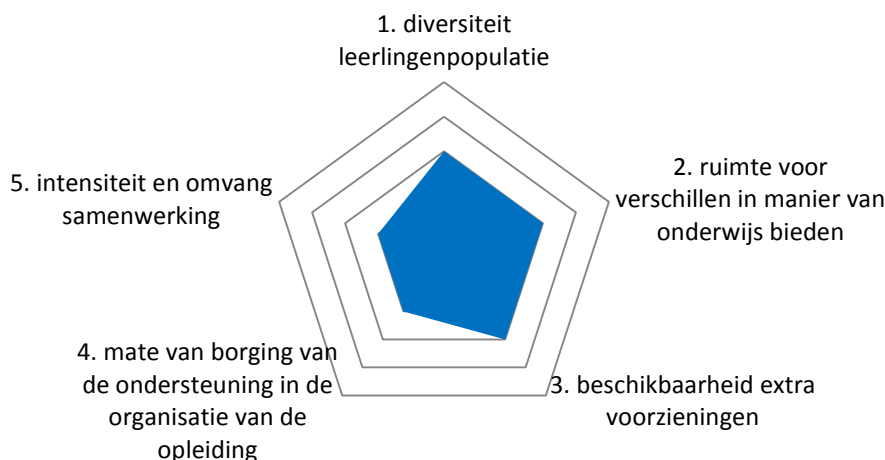 1. diversiteit
leerlingenpopulatie
2. ruimte voor
verschillen in manier van
onderwijs bieden
3. beschikbaarheid extra
voorzieningen
4. mate van borging van
de ondersteuning in de
organisatie van de
opleiding
5. intensiteit en omvang
samenwerking